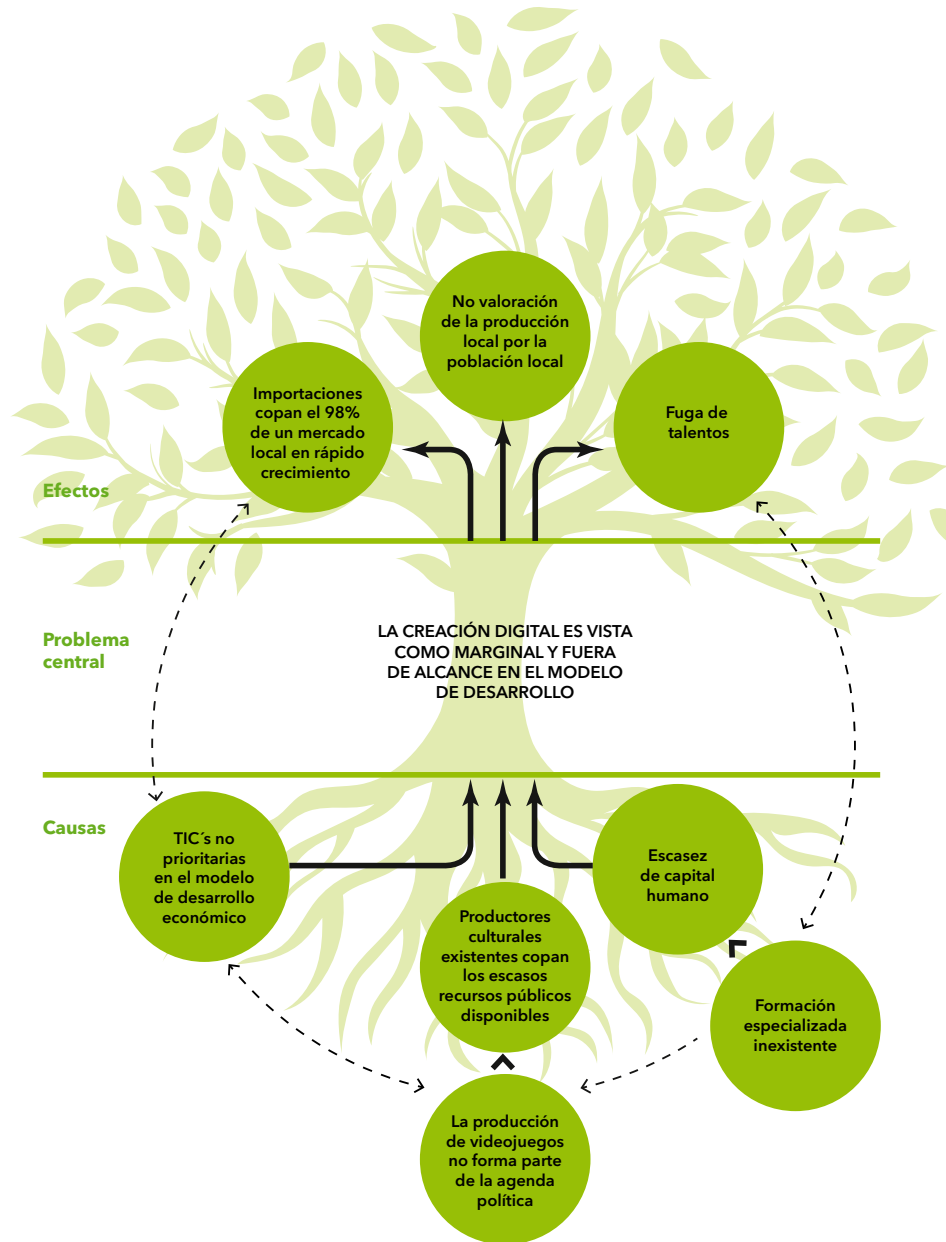 No valoración
de la producción
local por la
población local
Importaciones
copan el 98%
de un mercado
local en rápido
crecimiento
Fuga de
talentos
Efectos
Problema
central
LA CREACIÓN DIGITAL ES VISTA
COMO MARGINAL Y FUERA
DE ALCANCE EN EL MODELO
DE DESARROLLO
Causas
TIC´s no
prioritarias
en el modelo
de desarrollo
económico
Escasez
de capital
humano
Productores
culturales
existentes copan
los escasos
recursos públicos
disponibles
Formación
especializada
inexistente
La producción
de videojuegos
no forma parte
de la agenda
política